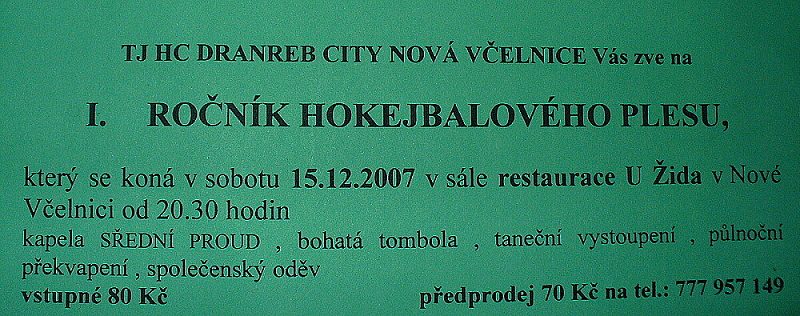 TJ HC DRANREB CITY NOVÁ VČELNICE Vás zve na
I. ROČNÍK HOKEJBALOVÉHO PLESU,
který se koná v sobotu 15.12.2007 v sále restaurace U Žida v Nové
Včelnici od 20.30 hodin
kapela SŘEDNÍ PROUD , bohatá tombola , taneční vystoupení , půlnoční
překvapení , společenský oděv
vstupné 80 Kč předprodej 70 Kč na tel.: 777 957 149